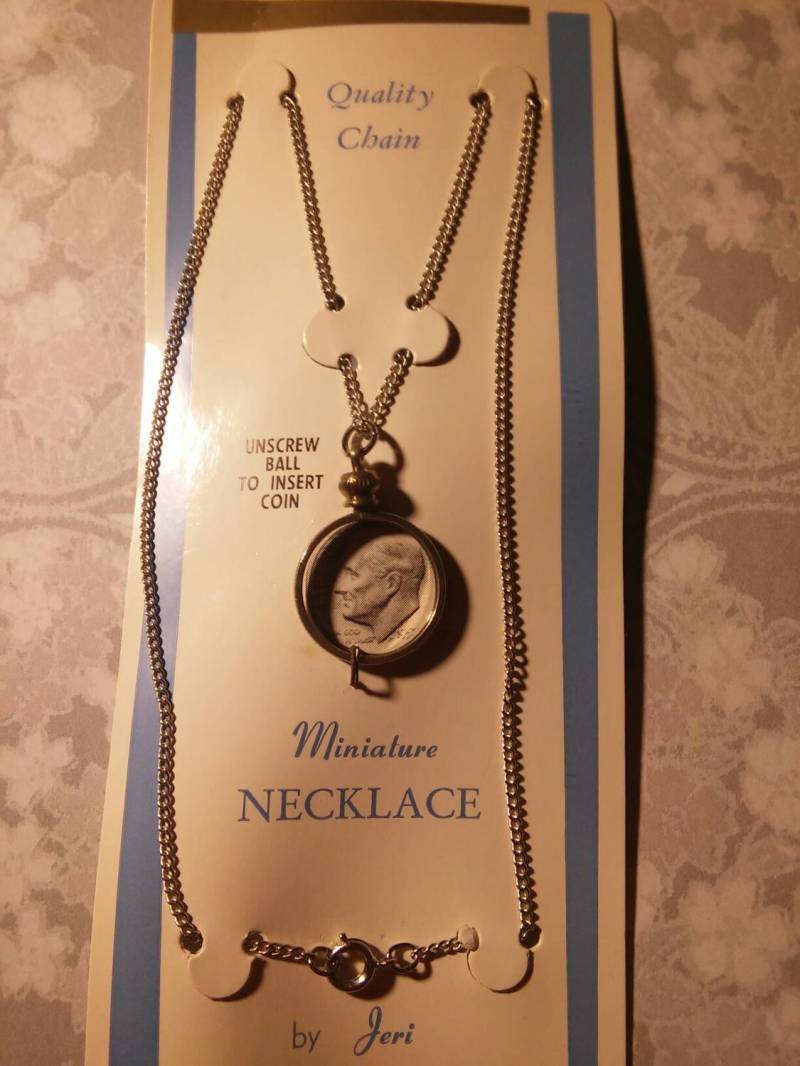 Quality
Chain
UNSCREW
BALL
TO INSERT
COIN
Miniature
NECKLACE
by Jeri